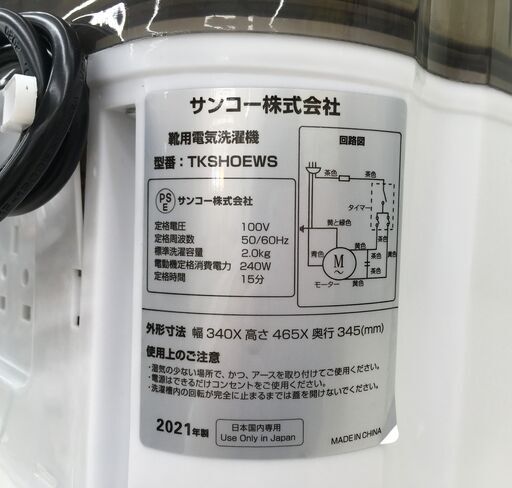 サンコー株式会社
靴用電気洗濯機
型番：TKSHOEWS
PS
E
サンコー株式会社
定格電圧 100V
定格周波数 50/60Hz
標準洗濯容量 2.0kg
電動機定格消費電力 240W
定格時間 15分
回路図
茶色
茶色
タイマー
黄と緑色
黄色
青色
M
～
茶色
黄色
モーター
黄色
外形寸法 幅 340X 高さ 465X 奥行 345(mm)
使用上のご注意
・湿気の少ない場所で、かつ、アースを取り付けてご使用ください。
・電源はできるだけコンセントをご使用ください。
・洗濯槽内の回転が完全に止まるまでは蓋を開けないでください。
2021年製
日本国内専用
Use Only in Japan
MADE IN CHINA